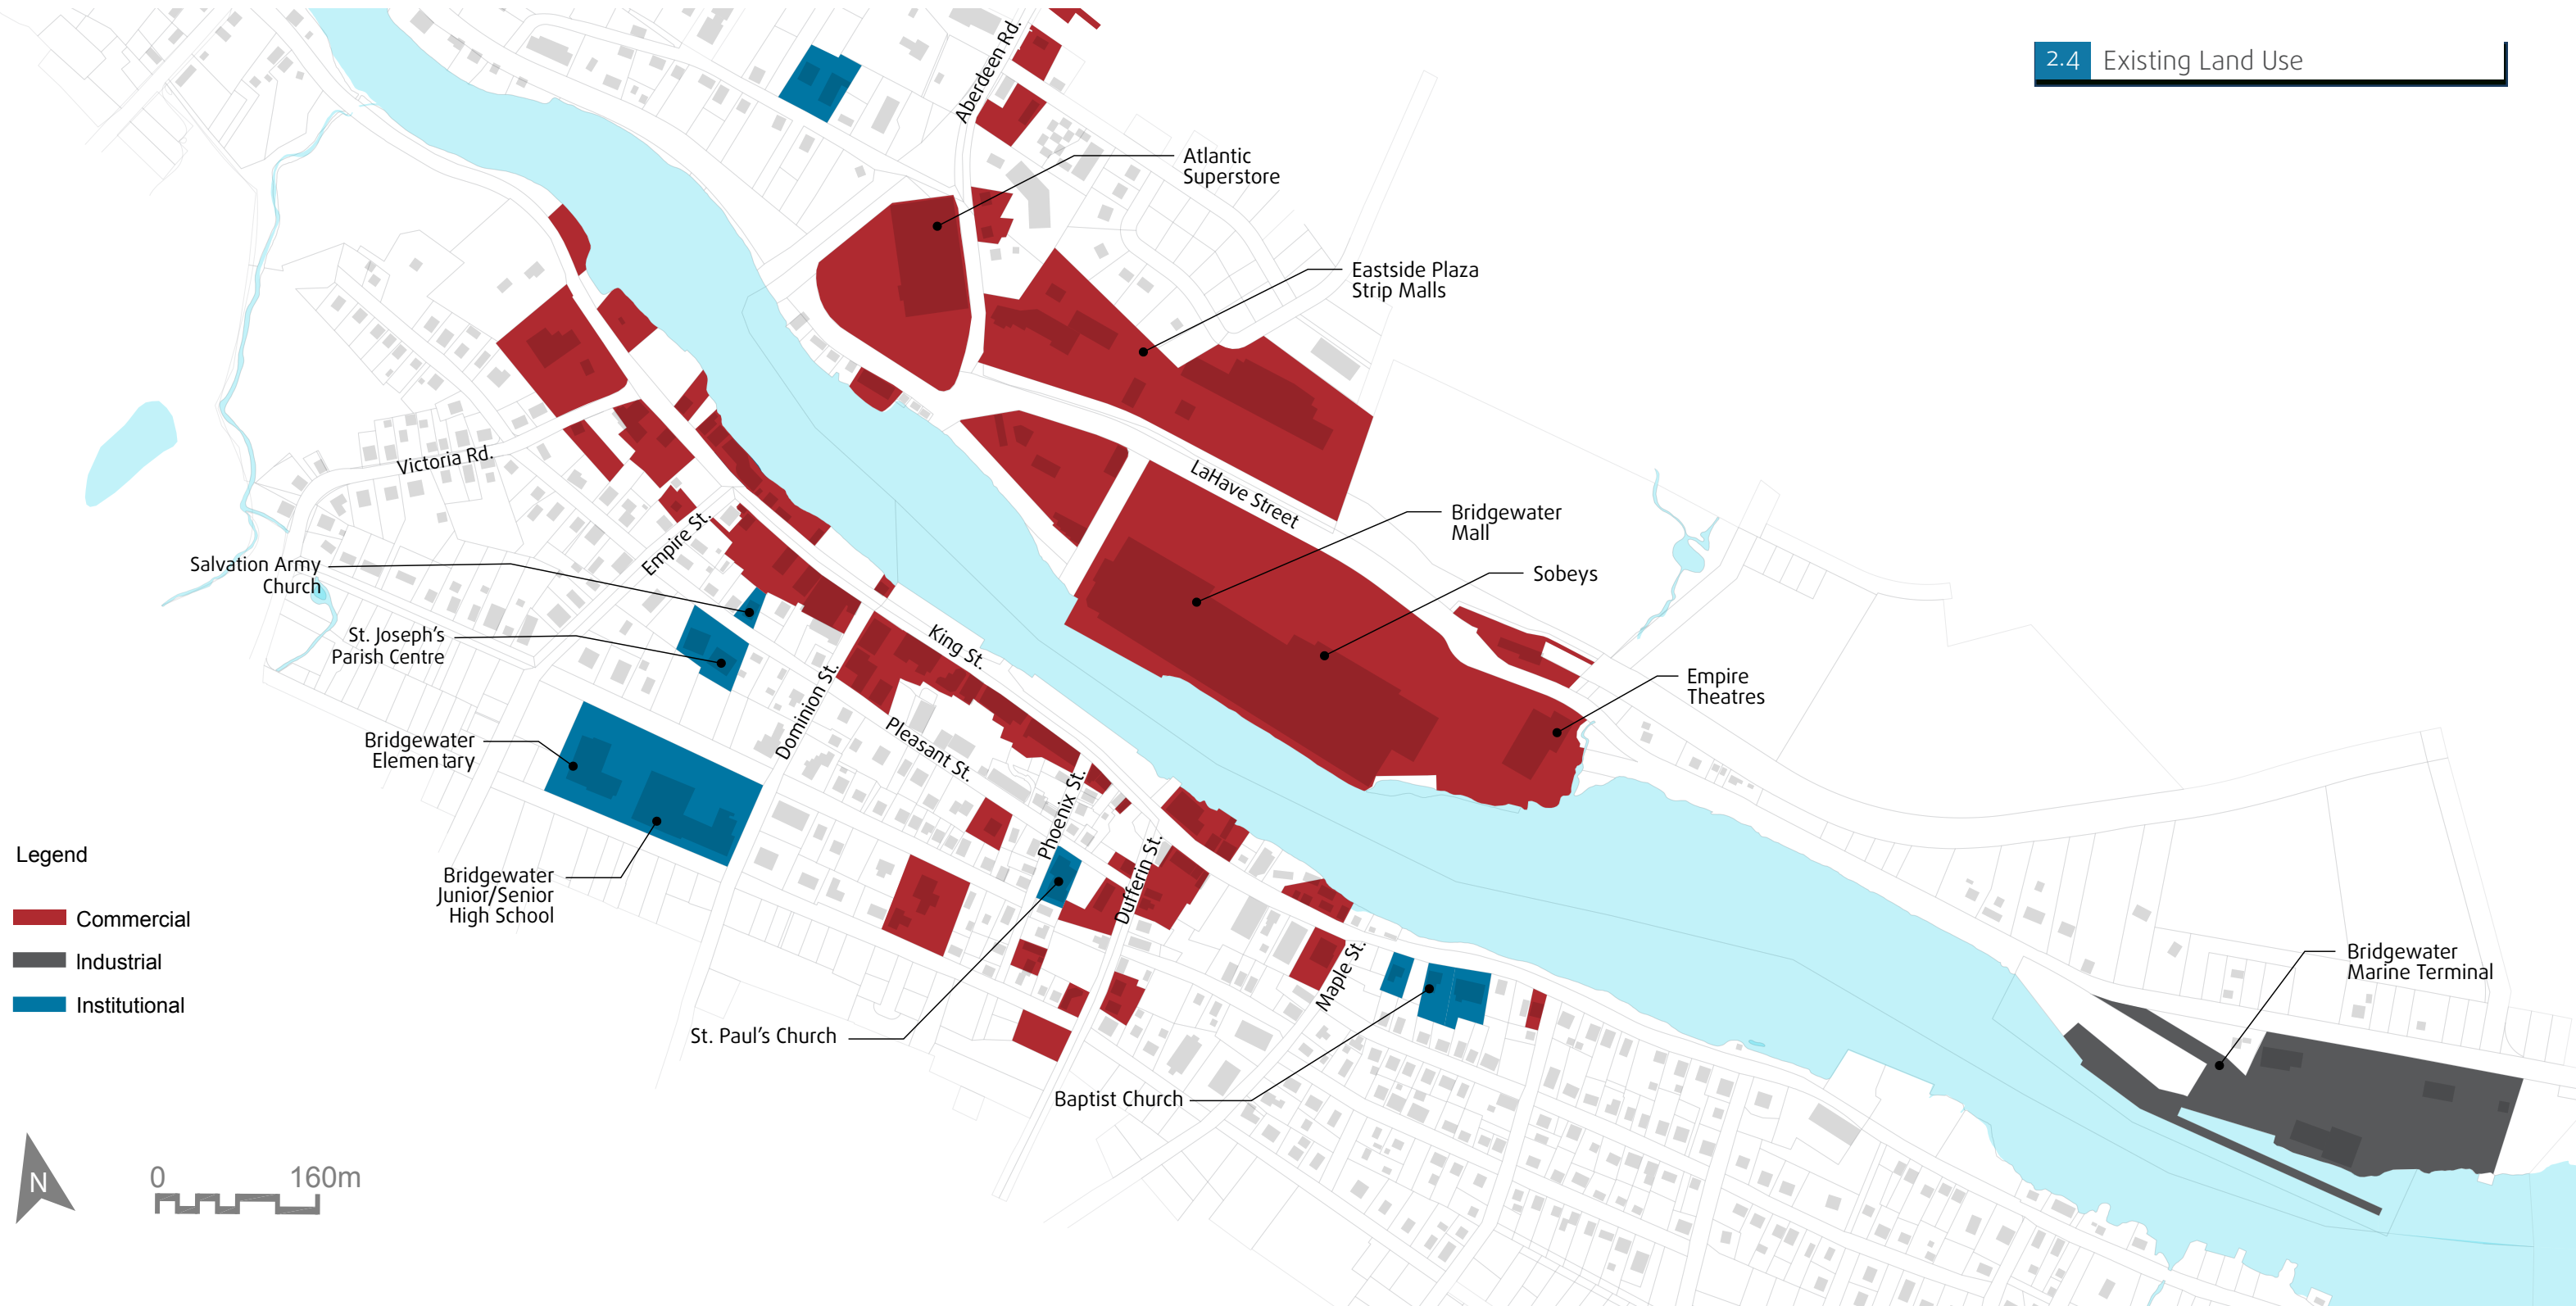 2.4 Existing Land Use
Aberdeen Rd.
Atlantic
Superstore
Eastside Plaza
Strip Malls
Victoria Rd.
LaHave Street
Bridgewater
Mall
Empire St.
Salvation Army
Church
Sobeys
St. Joseph's
Parish Centre
King St.
Dominion St.
Empire
Theatres
Pleasant St.
Bridgewater
Elementary
Phoenix St.
Dufferin St.
Legend
Bridgewater
Junior/Senior
High School
Commercial
Industrial
Institutional
Maple St.
Bridgewater
Marine Terminal
St. Paul's Church
Baptist Church
N
0 160m